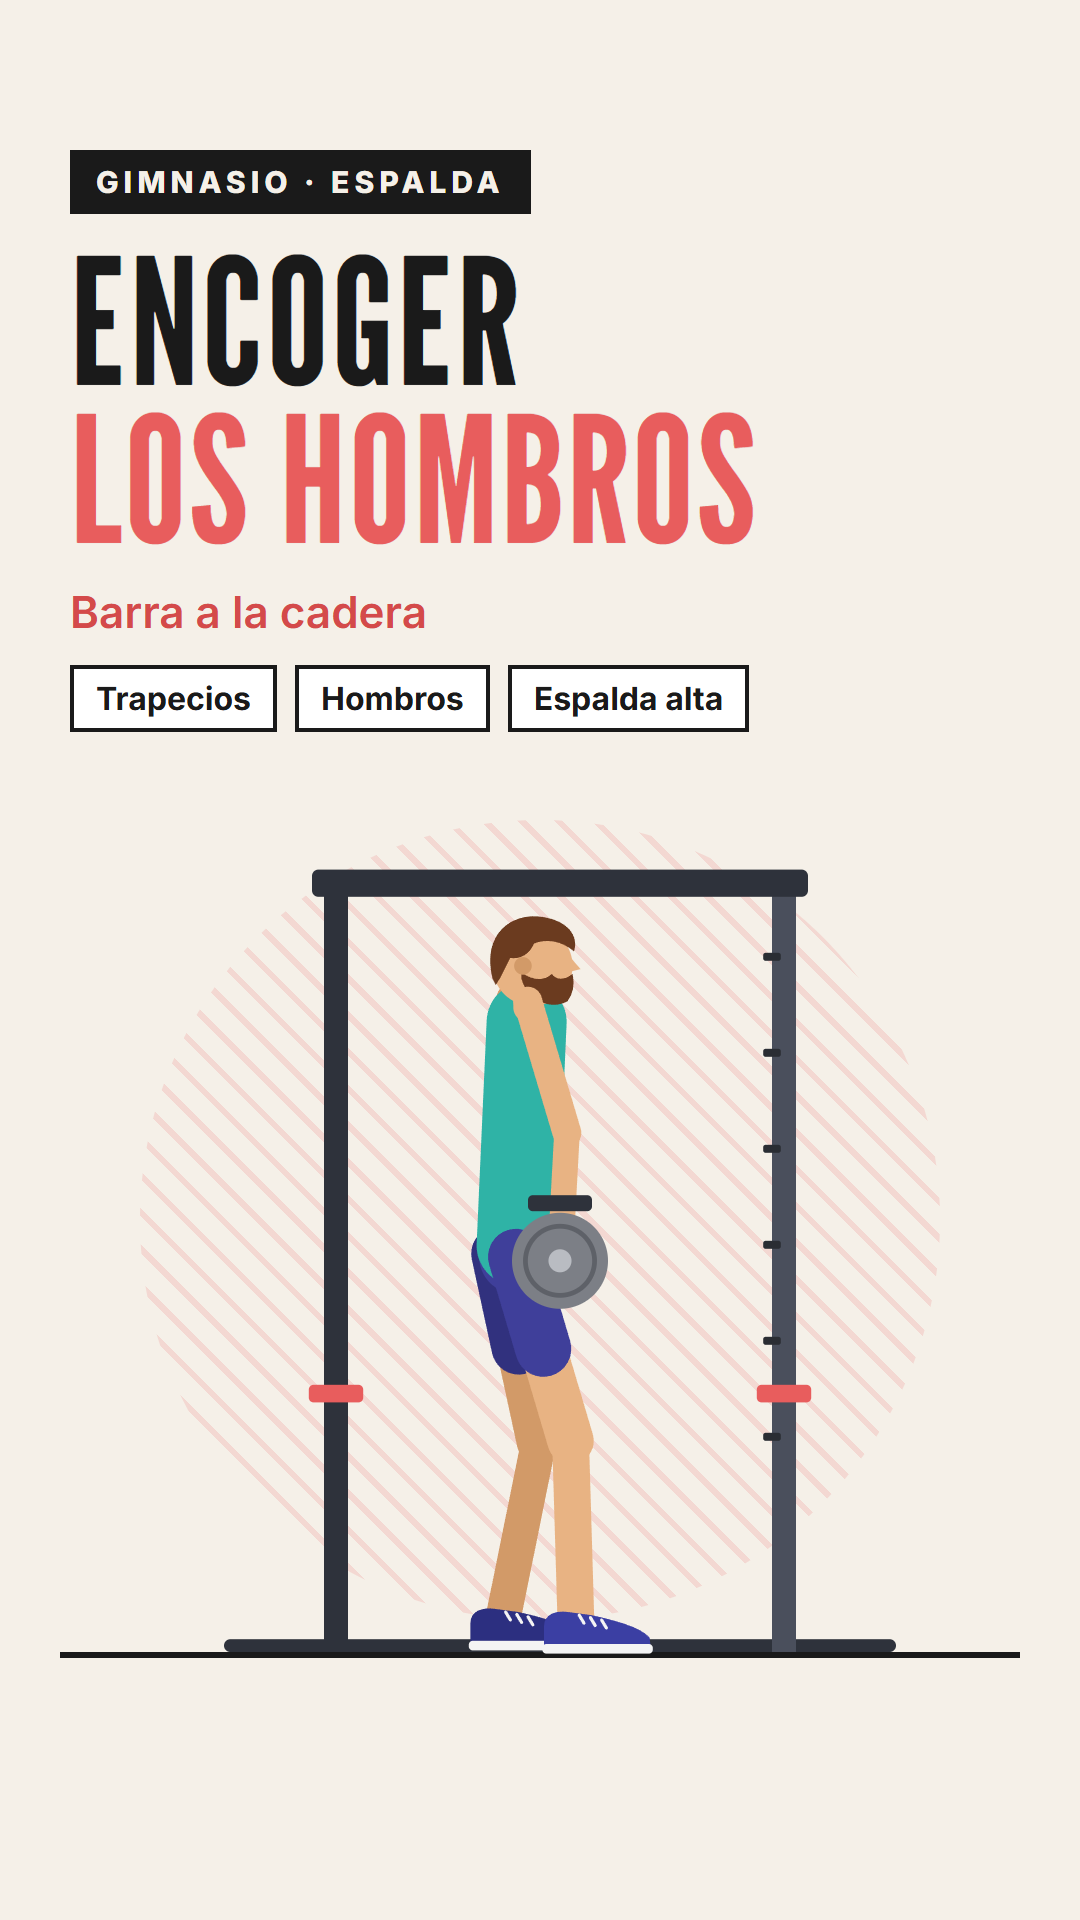 GIMNASIO · ESPALDA
ENCOGER
LOS HOMBROS
Barra a la cadera
Trapecios
Hombros
Espalda alta